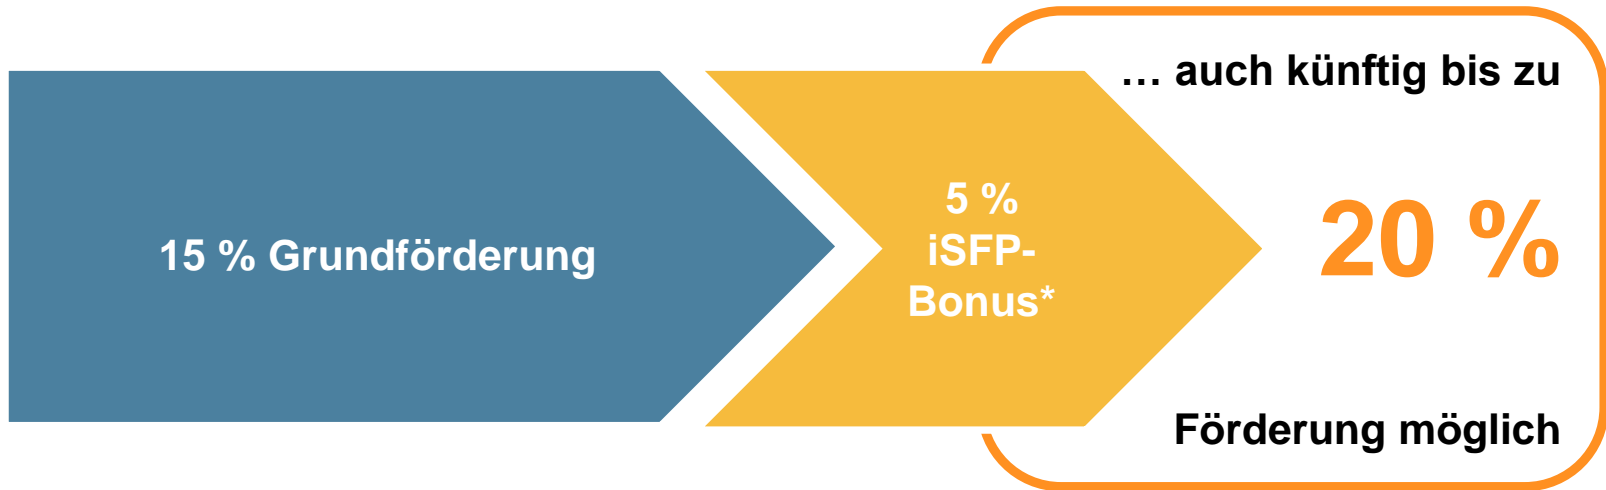 15 % Grundförderung
5 %
iSFP-
Bonus*
… auch künftig bis zu
20 %
Förderung möglich